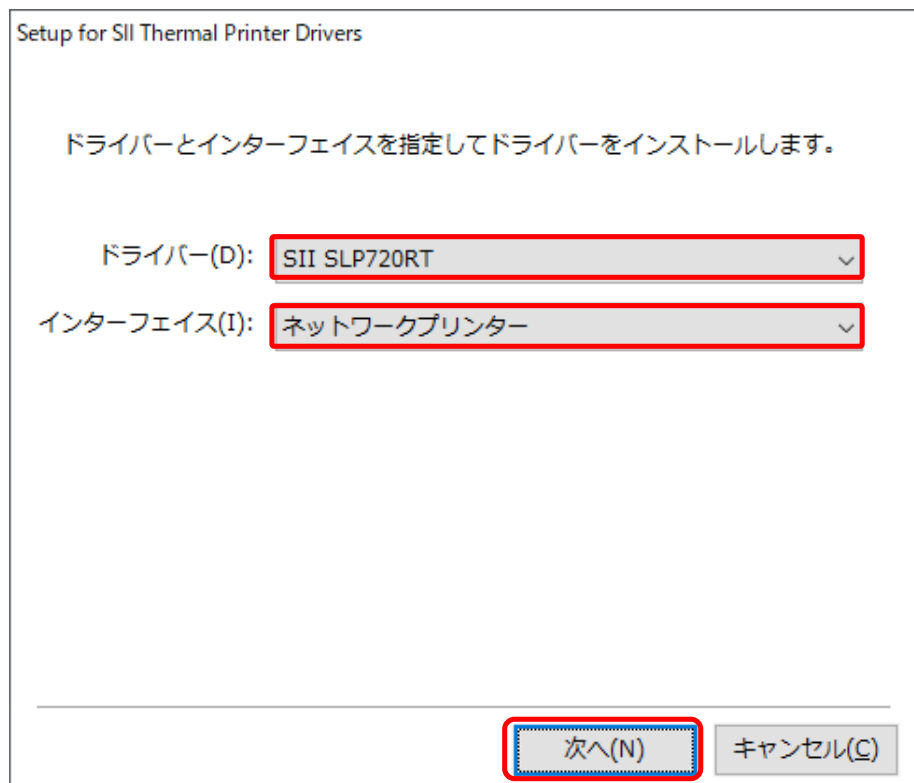 Setup for SII Thermal Printer Drivers
ドライバーとインターフェイスを指定してドライバーをインストールします。
ドライバー(D): SII SLP720RT
インターフェイス(I): ネットワークプリンター
次へ(N) キャンセル(C)